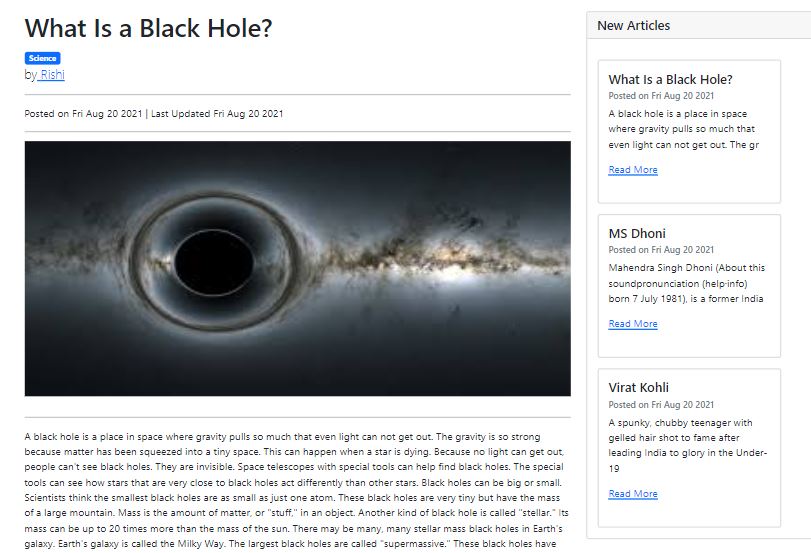 What Is a Black Hole?
Science
by Rishi
Posted on Fri Aug 20 2021 | Last Updated Fri Aug 20 2021
A black hole is a place in space where gravity pulls so much that even light can not get out. The gravity is so strong
because matter has been squeezed into a tiny space. This can happen when a star is dying. Because no light can get out,
people can't see black holes. They are invisible. Space telescopes with special tools can help find black holes. The special
tools can see how stars that are very close to black holes act differently than other stars. Black holes can be big or small.
Scientists think the smallest black holes are as small as just one atom. These black holes are very tiny but have the mass
of a large mountain. Mass is the amount of matter, or "stuff," in an object. Another kind of black hole is called "stellar." Its
mass can be up to 20 times more than the mass of the sun. There may be many, many stellar mass black holes in Earth's
galaxy. Earth's galaxy is called the Milky Way. The largest black holes are called "supermassive." These black holes have
New Articles
What Is a Black Hole?
Posted on Fri Aug 20 2021
A black hole is a place in space
where gravity pulls so much that
even light can not get out. The gr
Read More
MS Dhoni
Posted on Fri Aug 20 2021
Mahendra Singh Dhoni (About this
soundpronunciation (help·info)
born 7 July 1981), is a former India
Read More
Virat Kohli
Posted on Fri Aug 20 2021
A spunky, chubby teenager with
gelled hair shot to fame after
leading India to glory in the Under-
19
Read More